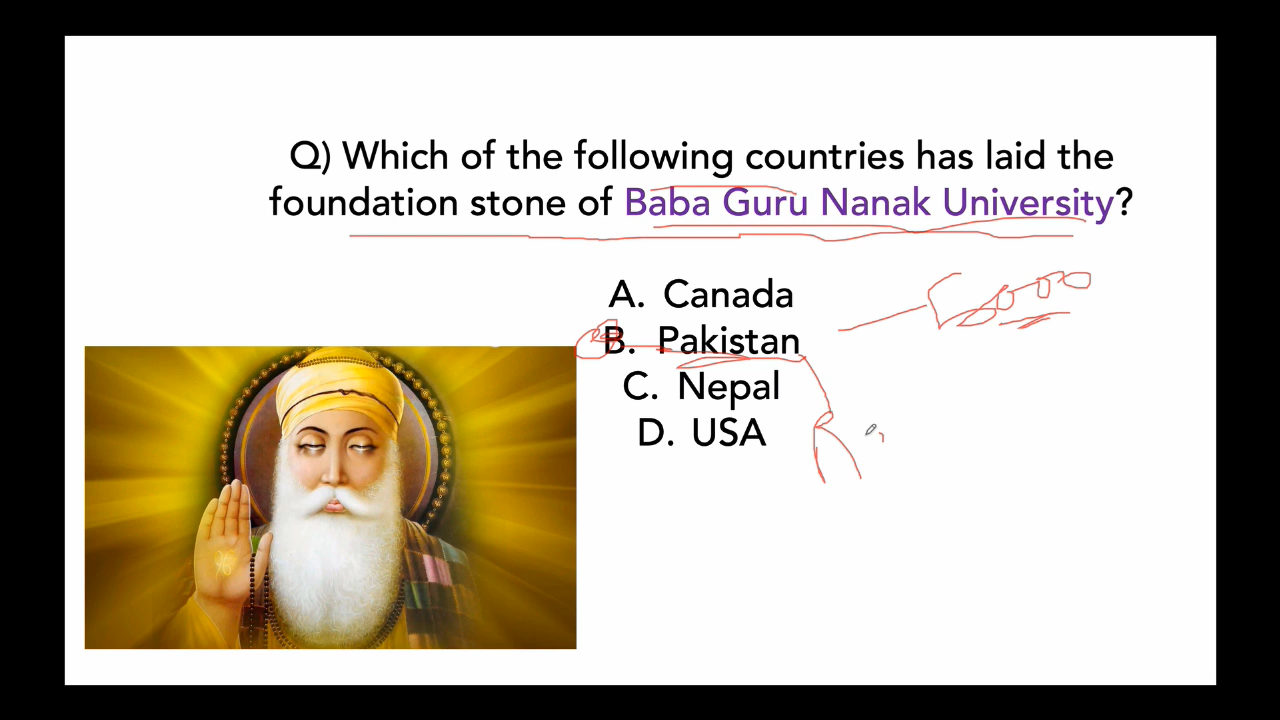 Q) Which of the following countries has laid the
foundation stone of Baba Guru Nanak University?
A. Canada
B. Pakistan
C. Nepal
D. USA
R